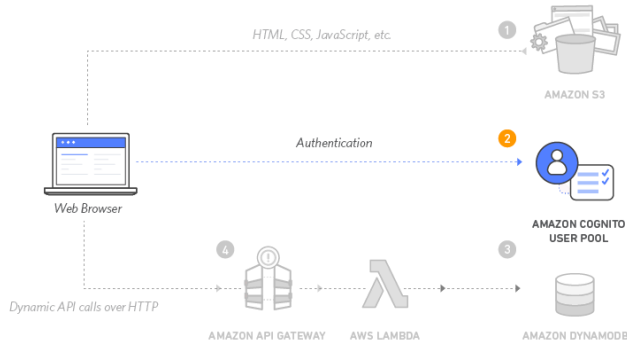 HTML, CSS, JavaScript, etc.
1
AMAZON S3
Authentication
2
Web Browser
AMAZON COGNITO
USER POOL
4
3
Dynamic API calls over HTTP
AMAZON API GATEWAY
AWS LAMBDA
AMAZON DYNAMODB